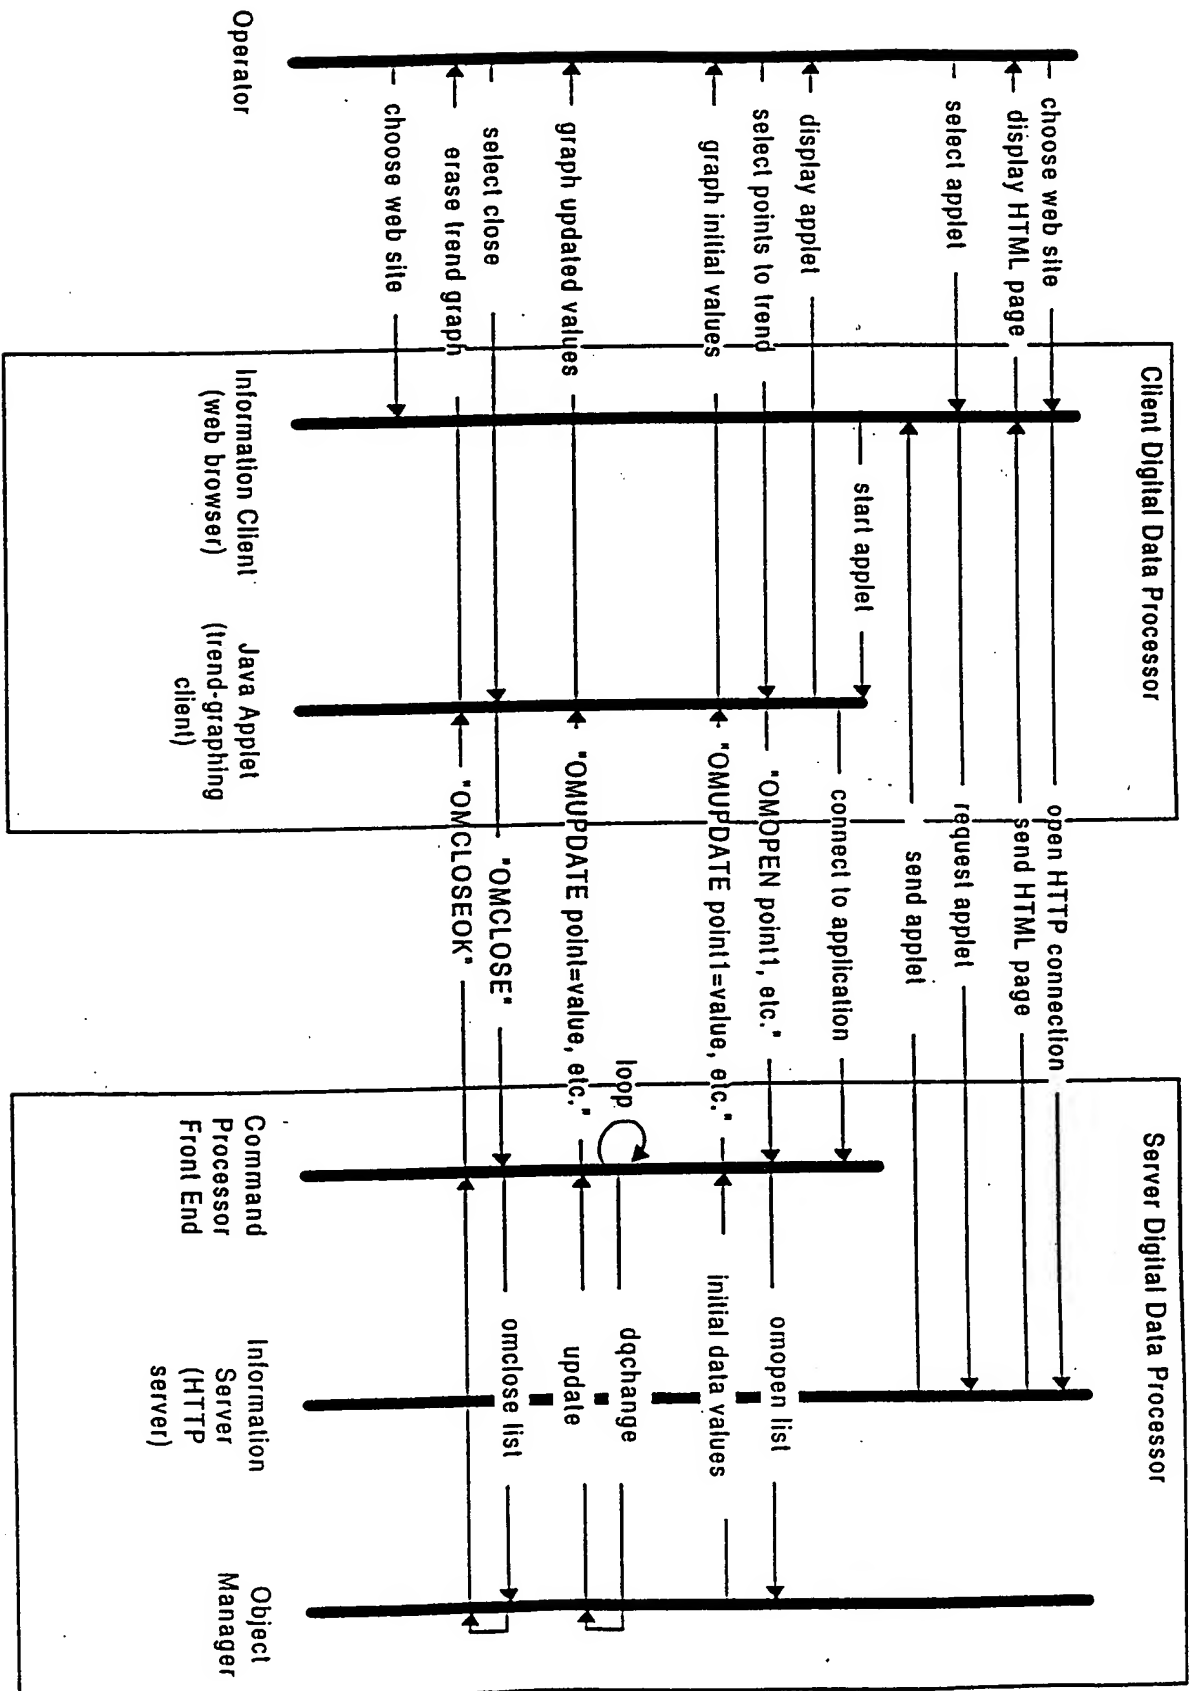 Client Digital Data Processor
Server Digital Data Processor
choose web site
open HTTP connection
display HTML page
send HTML page
select applet
request applet
send applet
start applet
connect to application
display applet
select points to trend
"OMOPEN point1, etc."
omopen list
graph initial values
"OMUPDATE point1=value, etc."
initial data values
loop
dqchange
graph updated values
"OMUPDATE point=value, etc."
update
select close
"OMCLOSE"
omclose list
erase trend graph
"OMCLOSEOK"
choose web site
Operator
Information Client
(web browser)
Java Applet
(trend-graphing
client)
Command
Processor
Front End
Information
Server
(HTTP
server)
Object
Manager